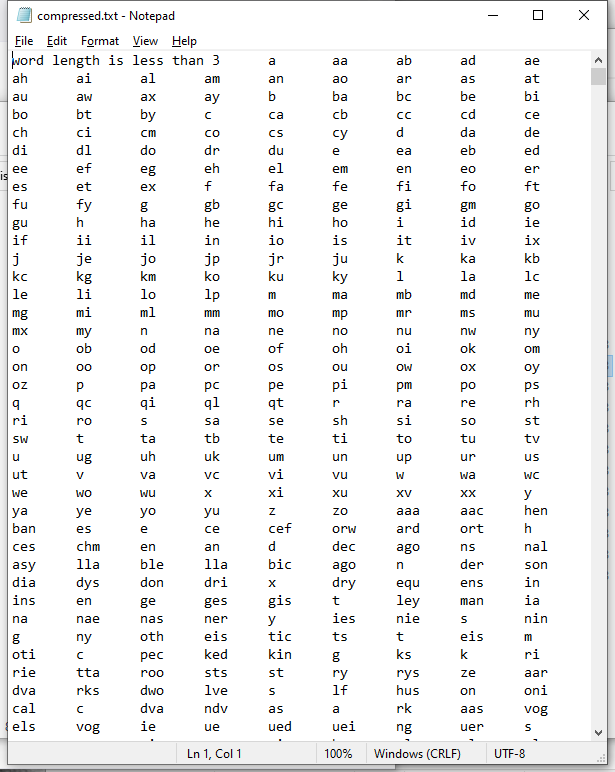 compressed.txt - Notepad
File Edit Format View Help
word length is less than 3 a aa ab ad ae
ah ai al am an ao ar as at
au aw ax ay b ba bc be bi
bo bt by c ca cb cc cd ce
ch ci cm co cs cy d da de
di dl do dr du e ea eb ed
ee ef eg eh el em en eo er
es et ex f fa fe fi fo ft
fu fy g gb gc ge gi gm go
gu h ha he hi ho i id ie
if ii il in io is it iv ix
j je jo jp jr ju k ka kb
kc kg km ko ku ky l la lc
le li lo lp m ma mb md me
mg mi ml mm mo mp mr ms mu
mx my n na ne no nu nw ny
o ob od oe of oh oi ok om
on oo op or os ou ow ox oy
oz p pa pc pe pi pm po ps
q qc qi ql qt r ra re rh
ri ro s sa se sh si so st
sw t ta tb te ti to tu tv
u ug uh uk um un up ur us
ut v va vc vi vu w wa wc
we wo wu x xi xu xv xx y
ya ye yo yu z zo aaa aac hen
ban es e ce cef orw ard ort h
ces chm en an d dec ago ns nal
asy lla ble lla bic ago n der son
dia dys don dri x dry equ ens in
ins en ge ges gis t ley man ia
na nae nas ner y ies nie s nin
g ny oth eis tic ts t eis m
oti c pec ked kin g ks k ri
rie tta roo sts st ry rys ze aar
dva rks dwo lve s lf hus on oni
cal c dva ndv as a rk aas vog
els vog ie ue ued uei ng uer s
Ln 1, Col 1 100% Windows (CRLF) UTF-8